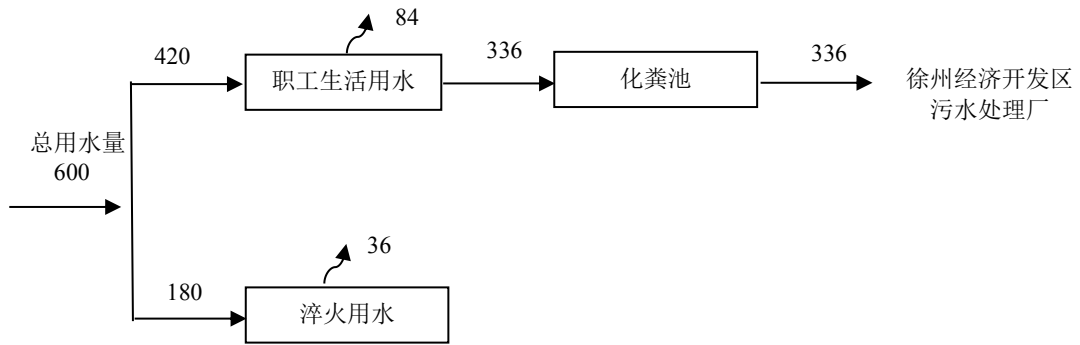 84
420
职工生活用水
336
化粪池
336
徐州经济开发区
污水处理厂
总用水量
600
36
180
淬火用水